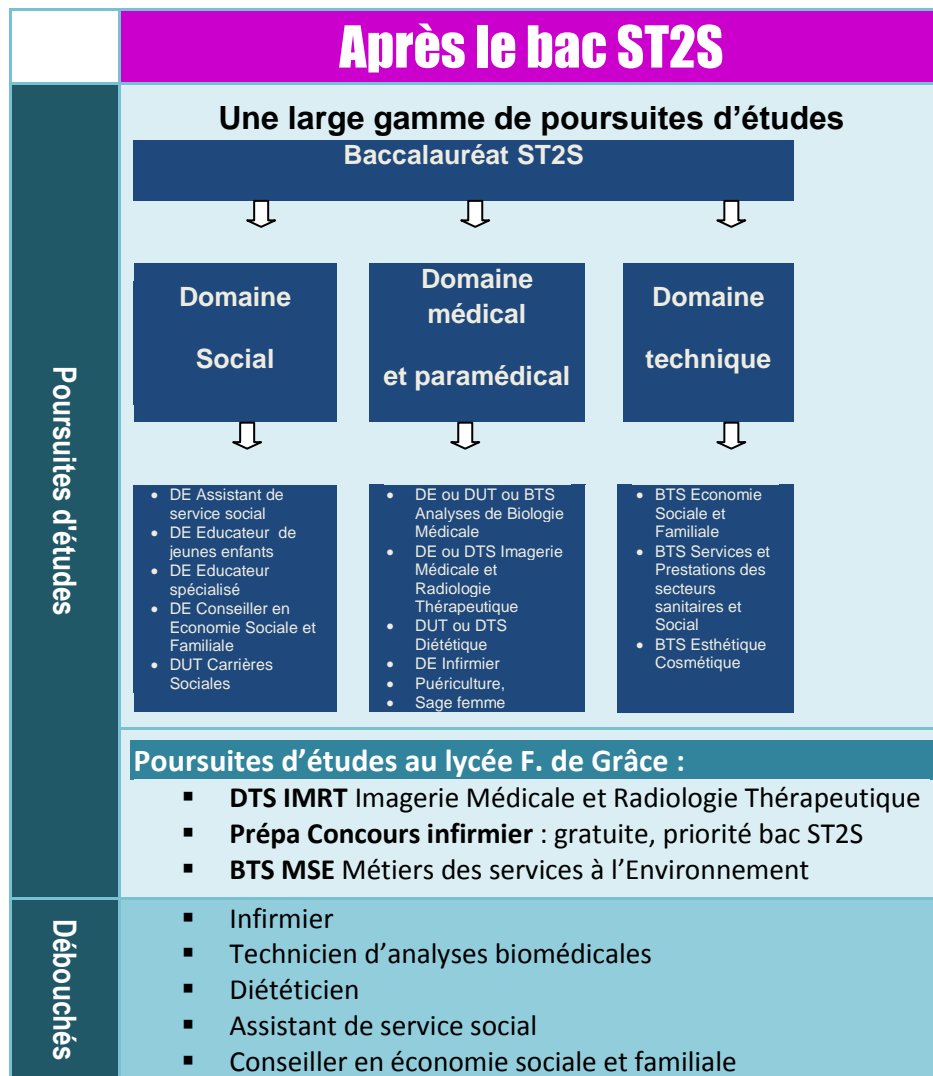 Après le bac ST2S
Poursuites d'études
Une large gamme de poursuites d’études
Baccalauréat ST2S
Domaine
Social
Domaine
médical
et paramédical
Domaine
technique
• DE Assistant de
service social
• DE Educateur de
jeunes enfants
• DE Educateur
spécialisé
• DE Conseiller en
Economie Sociale et
Familiale
• DUT Carrières
Sociales
• DE ou DUT ou BTS
Analyses de Biologie
Médicale
• DE ou DTS Imagerie
Médicale et
Radiologie
Thérapeutique
• DUT ou DTS
Diététique
• DE Infirmier
• Puériculture,
• Sage femme
• BTS Economie
Sociale et
Familiale
• BTS Services et
Prestations des
secteurs
sanitaires et
Social
• BTS Esthétique
Cosmétique
Poursuites d’études au lycée F. de Grâce :
▪ DTS IMRT Imagerie Médicale et Radiologie Thérapeutique
▪ Prépa Concours infirmier : gratuite, priorité bac ST2S
▪ BTS MSE Métiers des services à l’Environnement
Débouchés
▪ Infirmier
▪ Technicien d’analyses biomédicales
▪ Diététicien
▪ Assistant de service social
▪ Conseiller en économie sociale et familiale